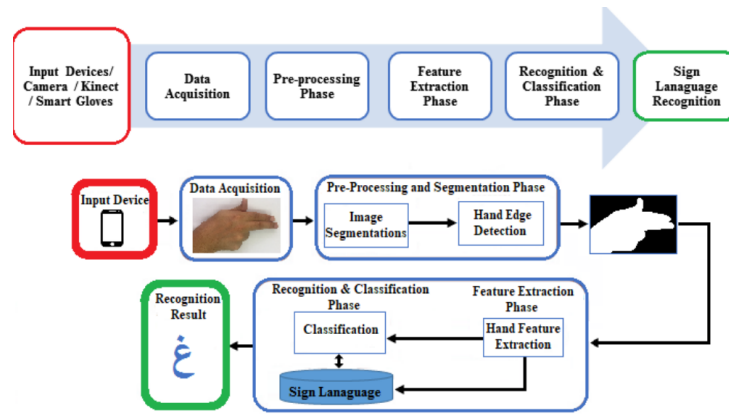 Input Devices/
Camera / Kinect
/ Smart Gloves
Data
Acquisition
Pre-processing
Phase
Feature
Extraction
Phase
Recognition &
Classification
Phase
Sign
Lanaguage
Recognition
Input Device
Data Acquisition
Pre-Processing and Segmentation Phase
Image
Segmentations
Hand Edge
Detection
Recognition
Result
غ
Recognition & Classification
Phase
Classification
Sign Lanaguage
Feature Extraction
Phase
Hand Feature
Extraction